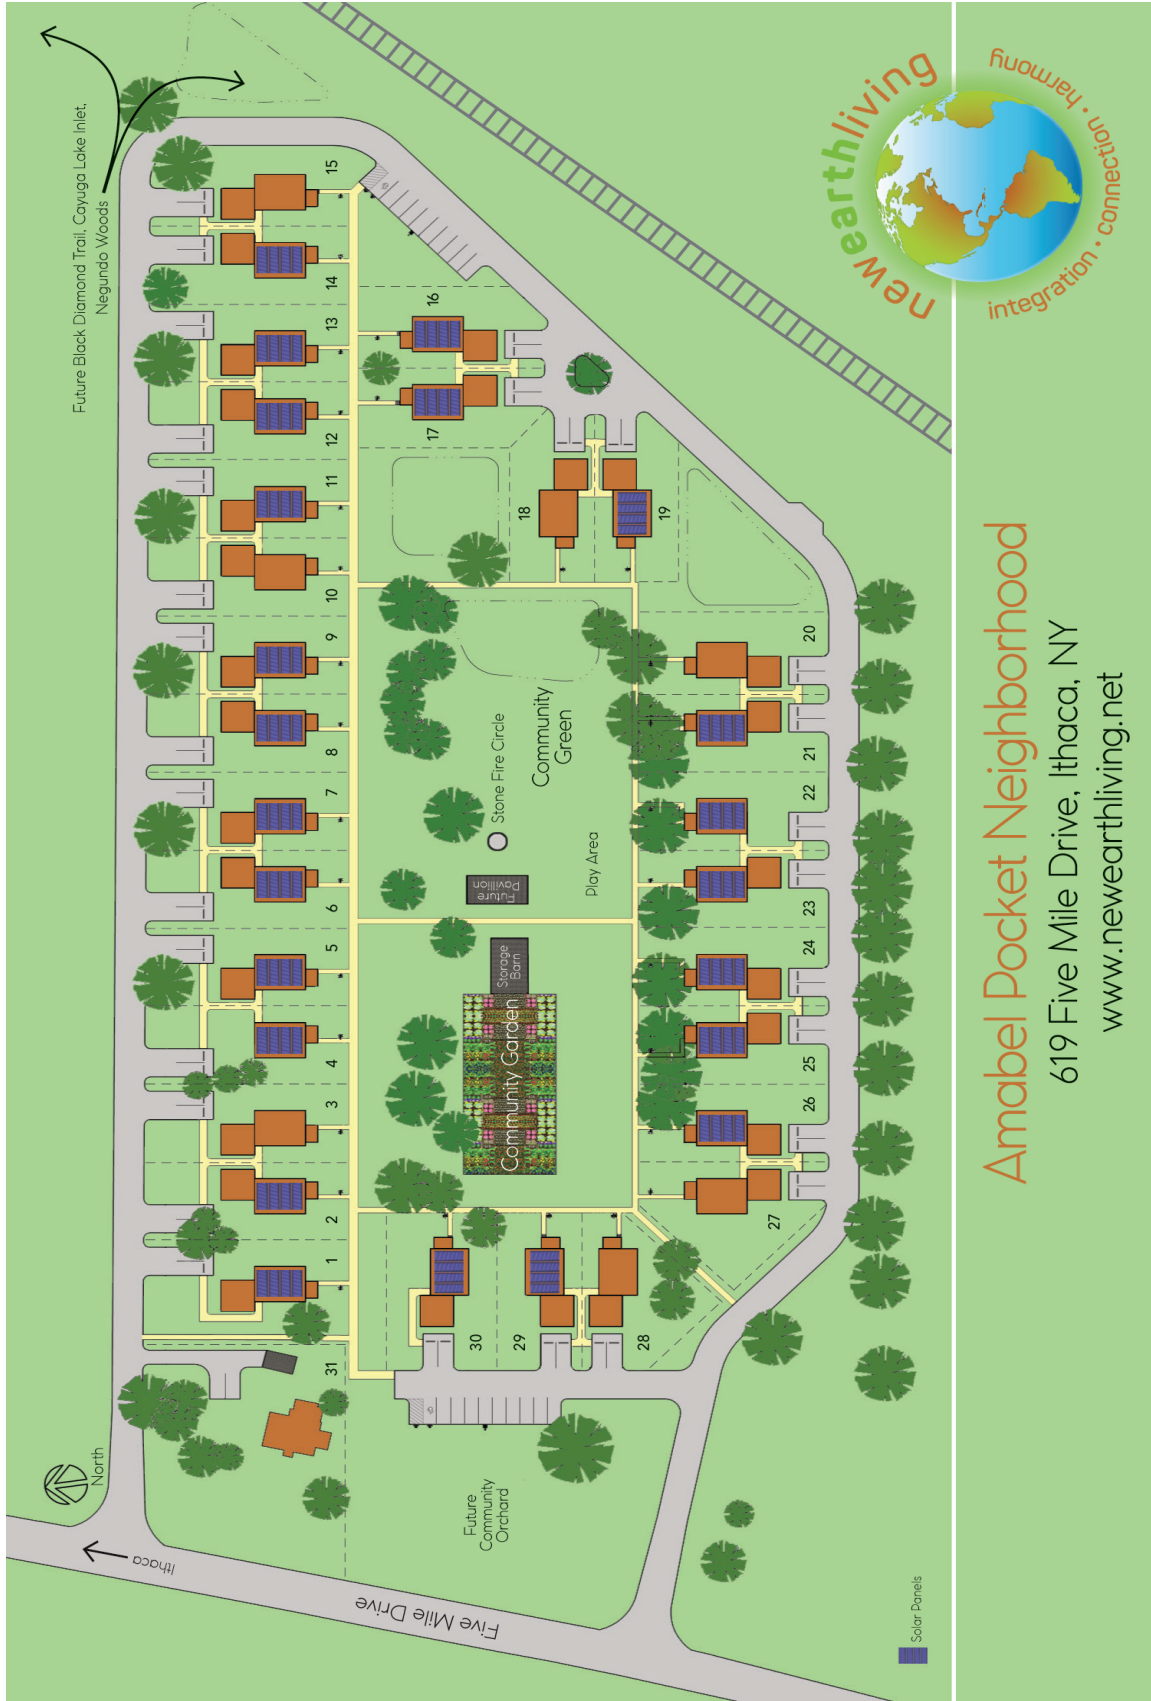 newearthliving
integration • connection • harmony
Amabel Pocket Neighborhood
619 Five Mile Drive, Ithaca, NY
www.newearthliving.net
Future Black Diamond Trail, Cayuga Lake Inlet,
Negundo Woods
North
Ithaca
Five Mile Drive
Future
Community
Orchard
Community Garden
Storage
Barn
Future
Pavillion
Stone Fire Circle
Play Area
Community
Green
1
2
3
4
5
6
7
8
9
10
11
12
13
14
15
16
17
18
19
20
21
22
23
24
25
26
27
28
29
30
31
Solar Panels